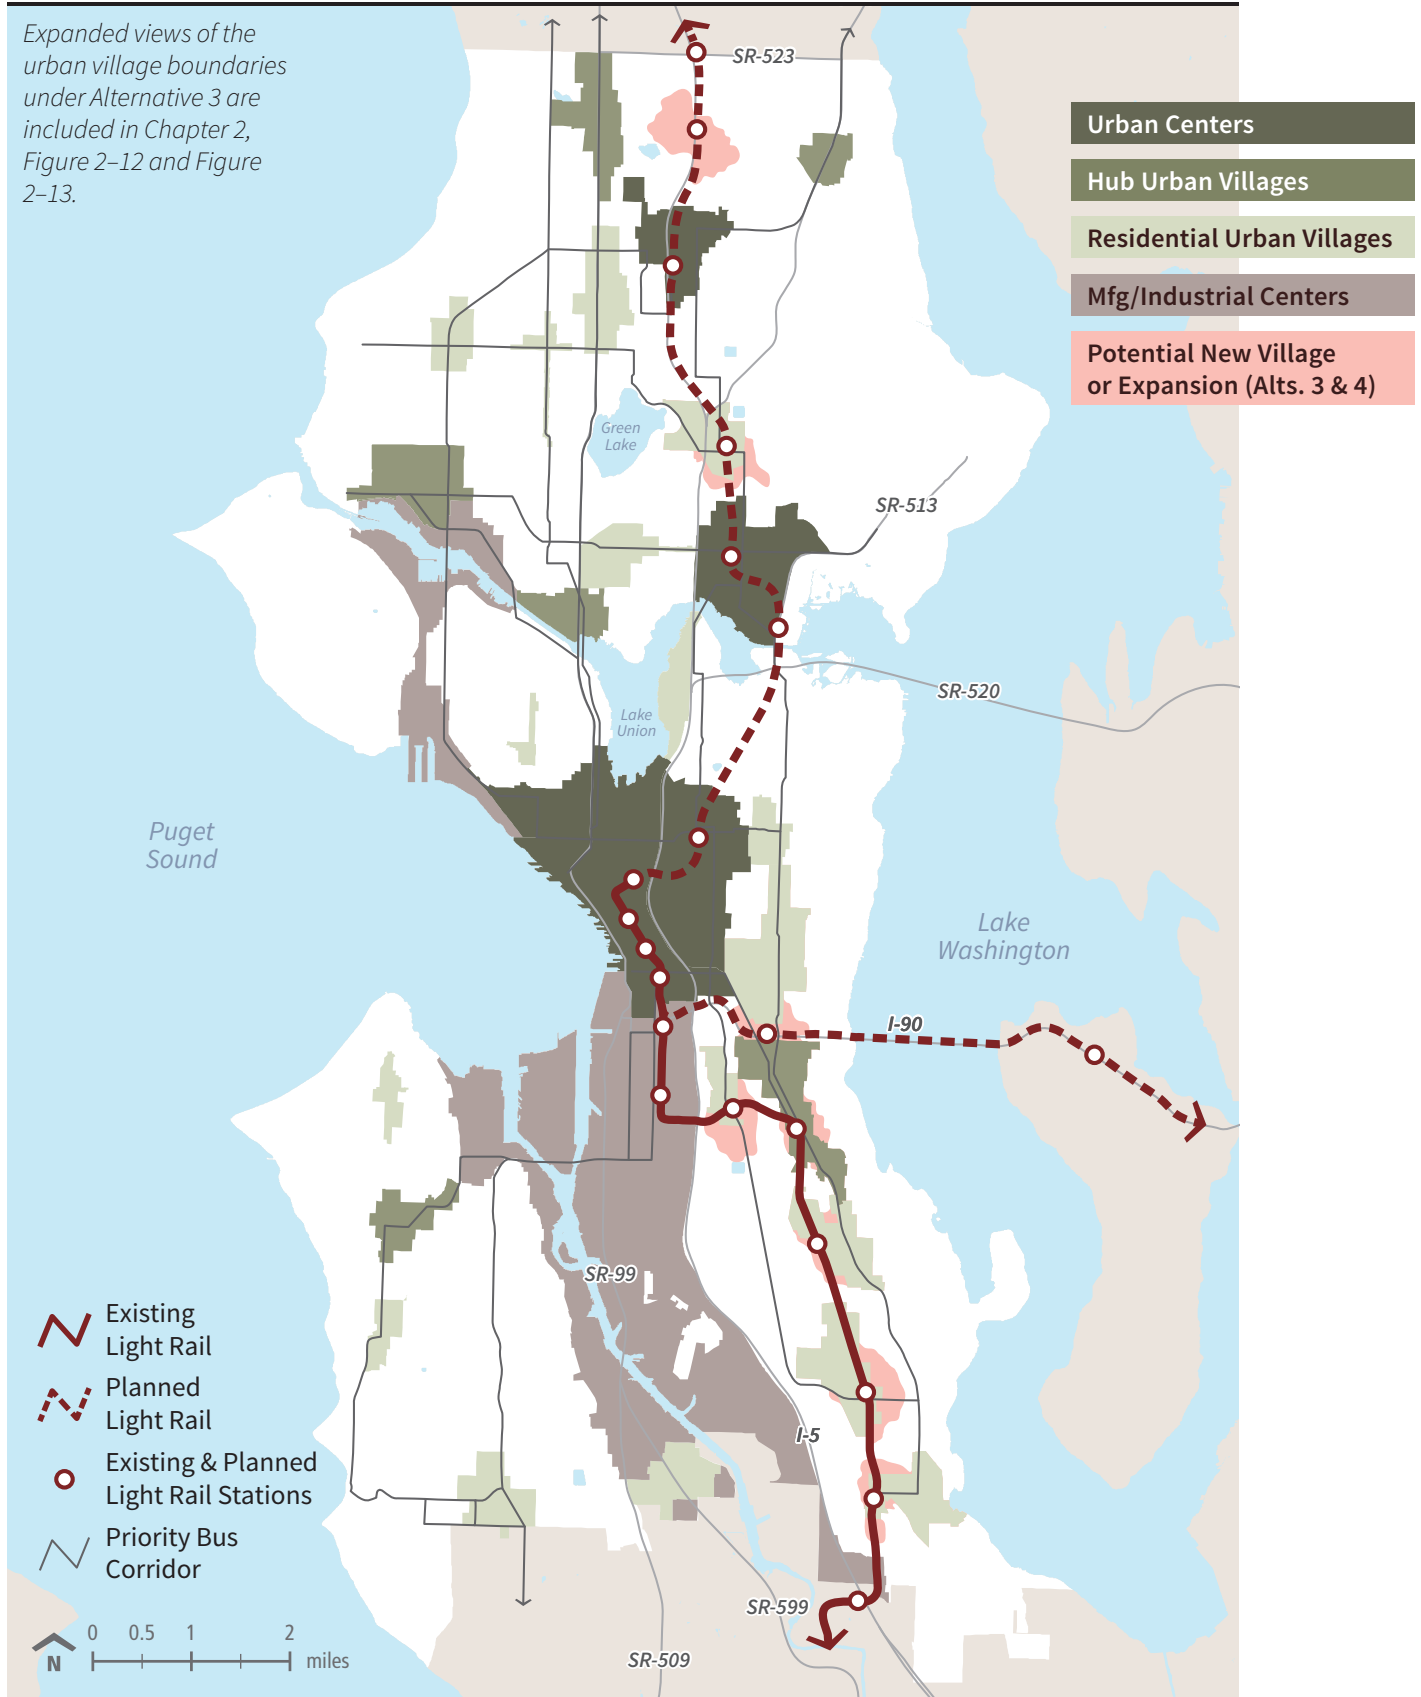 Expanded views of the
urban village boundaries
under Alternative 3 are
included in Chapter 2,
Figure 2–12 and Figure
2–13.
SR-523
Urban Centers
Hub Urban Villages
Residential Urban Villages
Mfg/Industrial Centers
Potential New Village
or Expansion (Alts. 3 & 4)
Green
Lake
SR-513
SR-520
Lake
Union
Puget
Sound
Lake
Washington
I-90
SR-99
Existing
Light Rail
Planned
Light Rail
I-5
Existing & Planned
Light Rail Stations
Priority Bus
Corridor
SR-599
SR-509
N
0 0.5 1 2
miles